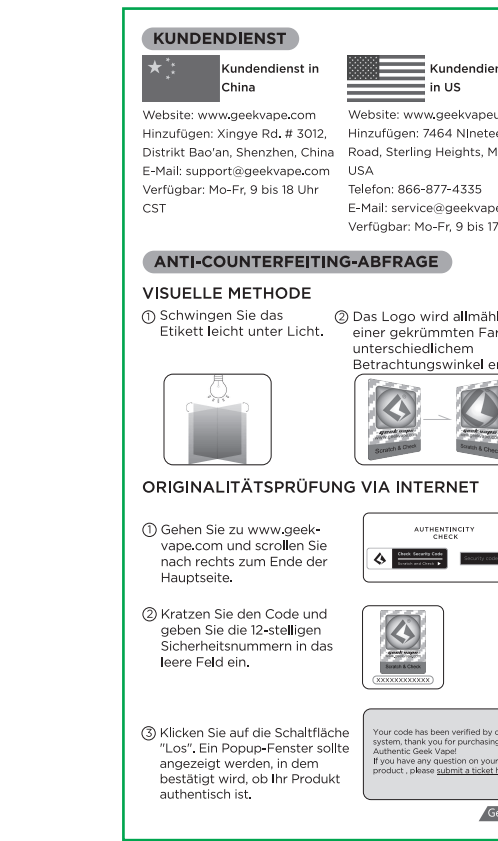 KUNDENDIENST
Kundendienst in
China
Website: www.geekvape.com
Hinzufügen: Xingye Rd. # 3012,
Distrikt Bao'an, Shenzhen, China
E-Mail: support@geekvape.com
Verfügbar: Mo-Fr, 9 bis 18 Uhr
CST
Kundendien
in US
Website: www.geekvapeu
Hinzufügen: 7464 NInetee
Road, Sterling Heights, M
USA
Telefon: 866-877-4335
E-Mail: service@geekvape
Verfügbar: Mo-Fr, 9 bis 17
ANTI-COUNTERFEITING-ABFRAGE
VISUELLE METHODE
① Schwingen Sie das
Etikett leicht unter Licht.
② Das Logo wird allmähl
einer gekrümmten Far
unterschiedlichem
Betrachtungswinkel er
geek vape
Scratch & Check
geek vape
Scratch & Chec
ORIGINALITÄTSPRÜFUNG VIA INTERNET
① Gehen Sie zu www.geek-
vape.com und scrollen Sie
nach rechts zum Ende der
Hauptseite.
AUTHENTINCITY
CHECK
Check Security Code
Scratch and Check
Security code
② Kratzen Sie den Code und
geben Sie die 12-stelligen
Sicherheitsnummern in das
leere Feld ein.
geek vape
Scratch & Check
XXXXXXXXXXXX
③ Klicken Sie auf die Schaltfläche
"Los". Ein Popup-Fenster sollte
angezeigt werden, in dem
bestätigt wird, ob Ihr Produkt
authentisch ist.
Your code has been verified by o
system, thank you for purchasing
Authentic Geek Vape!
If you have any question on your
product , please submit a ticket h
Ge